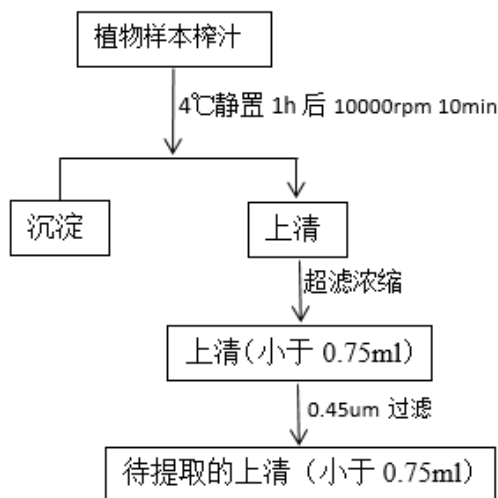 植物样本榨汁
4℃静置 1h 后 10000rpm 10min
沉淀
上清
超滤浓缩
上清（小于 0.75ml）
0.45um 过滤
待提取的上清（小于 0.75ml）